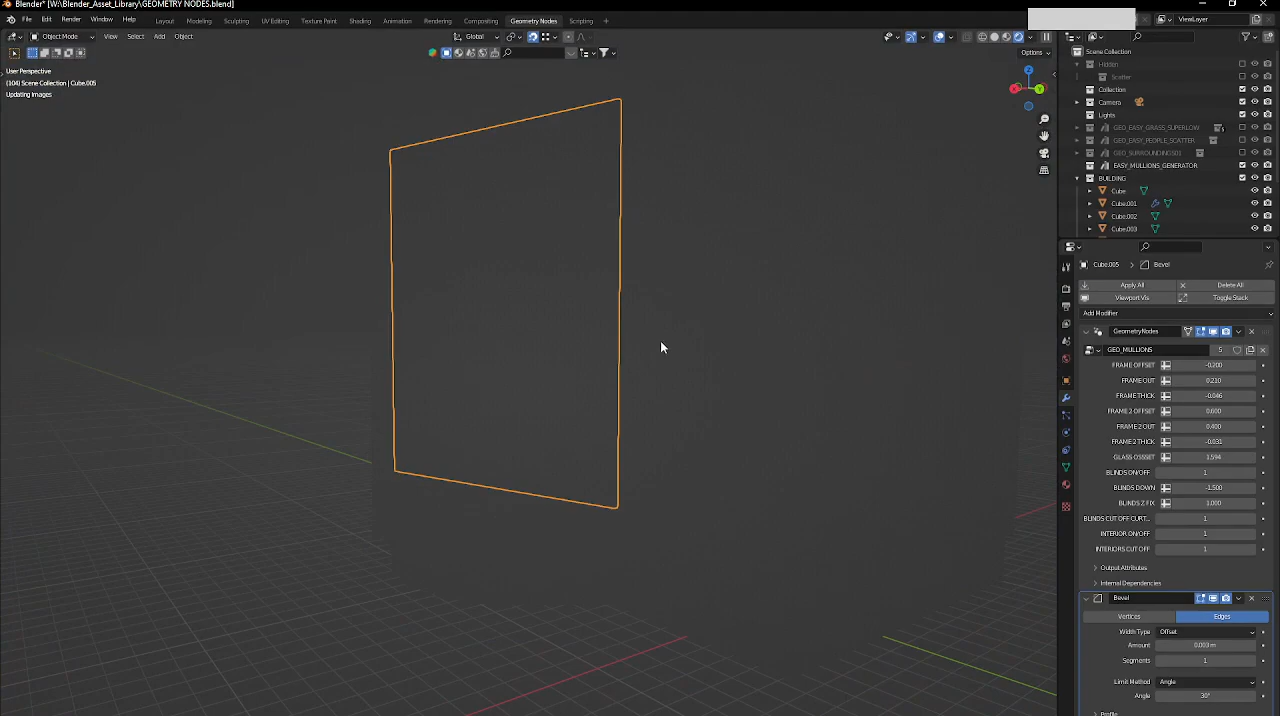 Blender* [W:\Blender_Asset_Library\GEOMETRY NODES.blend]
File Edit Render Window Help Layout Modeling Sculpting UV Editing Texture Paint Shading Animation Rendering Compositing Geometry Nodes Scripting ViewLayer
Object Mode View Select Add Object Global
Options
User Perspective
(104) Scene Collection | Cube.005
Updating Images
Scene Collection
Hidden
Scatter
Collection
Camera
Lights
GEO_EASY_GRASS_SUPERLOW
GEO_EASY_PEOPLE_SCATTER
EASY_MULLIONS_GENERATOR
BUILDING
Cube
Cube.001
Cube.002
Cube.003
Cube.005 Bevel
Apply All Delete All
Viewport Vis Toggle Stack
Add Modifier
GeometryNodes
GEO_MULLIONS 5
FRAME OFFSET -0.200
FRAME OUT 0.210
FRAME THICK -0.046
FRAME 2 OFFSET 0.600
FRAME 2 OUT 0.400
FRAME 2 THICK -0.031
GLASS OSSSET 1.594
BLINDS ON/OFF 1
BLINDS DOWN -1.500
BLINDS Z FIX 1.000
BLINDS CUT OFF CURT... 1
INTERIOR ON/OFF 1
INTERIORS CUT OFF 1
Output Attributes
Internal Dependencies
Bevel
Vertices Edges
Width Type Offset
Amount 0.003 m
Segments 1
Limit Method Angle
Angle 30°
Profile